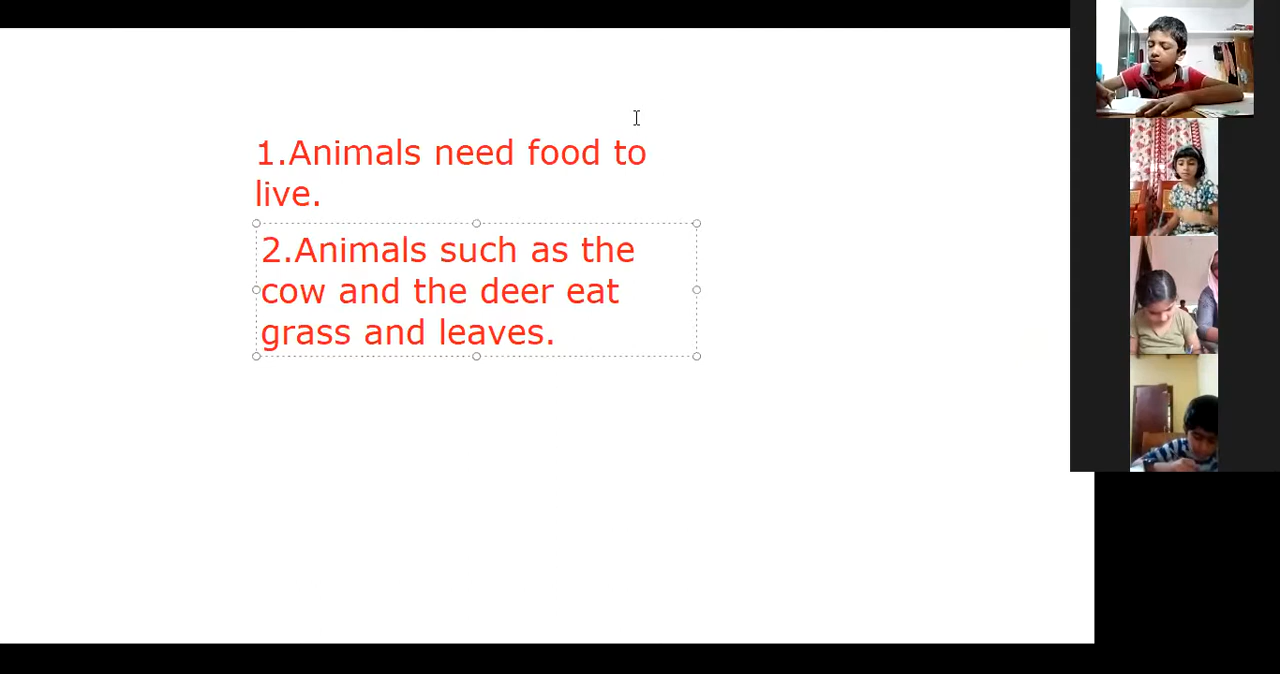 1.Animals need food to
live.
2.Animals such as the
cow and the deer eat
grass and leaves.